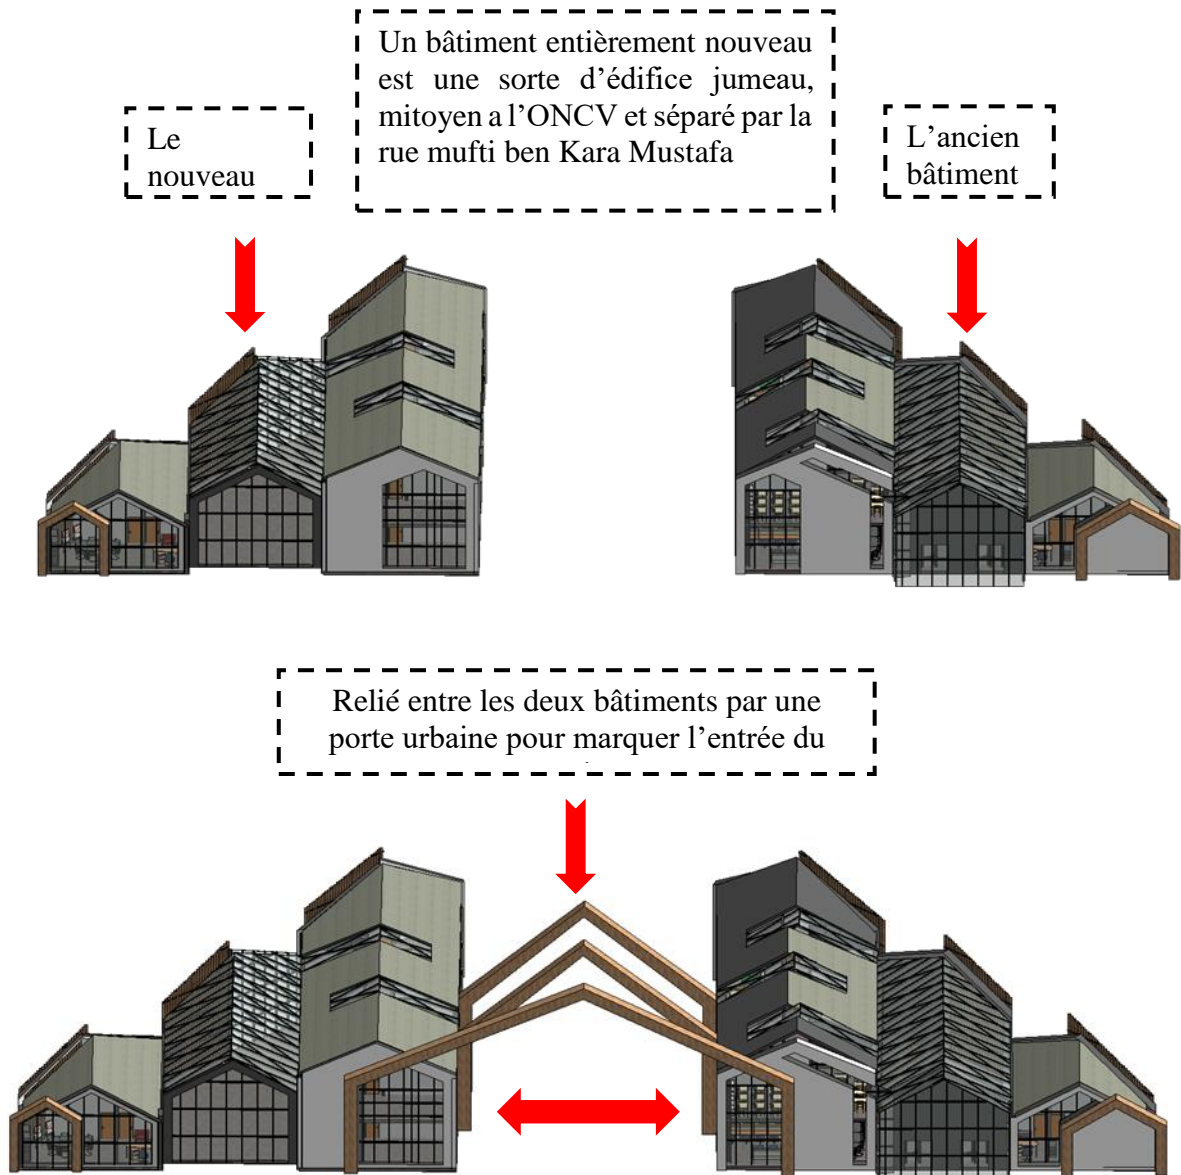 Un bâtiment entièrement nouveau
est une sorte d’édifice jumeau,
mitoyen a l’ONCV et séparé par la
rue mufti ben Kara Mustafa
Le
nouveau
L’ancien
bâtiment
Relié entre les deux bâtiments par une
porte urbaine pour marquer l’entrée du